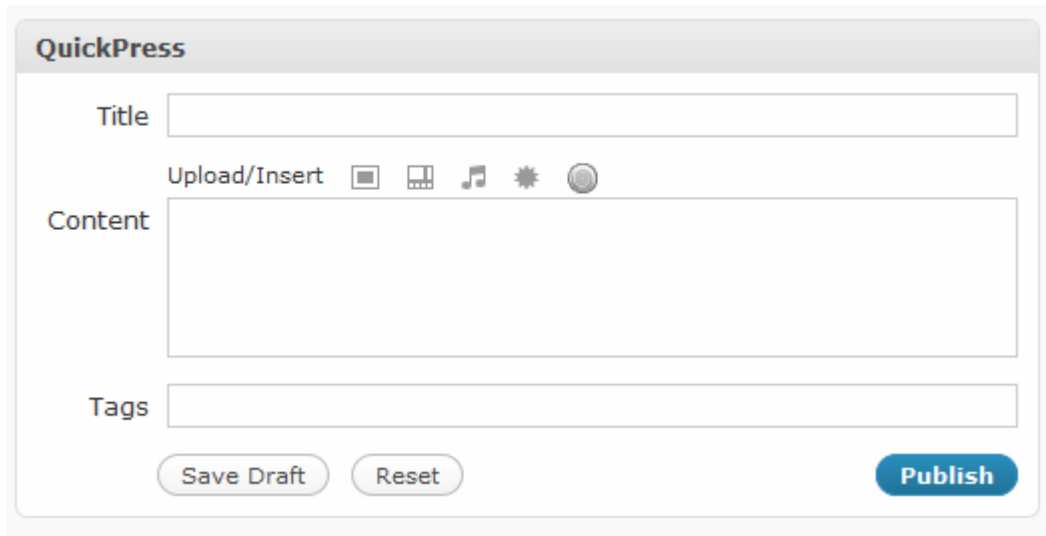 QuickPress
Title
Upload/Insert
Content
Tags
Save Draft Reset Publish